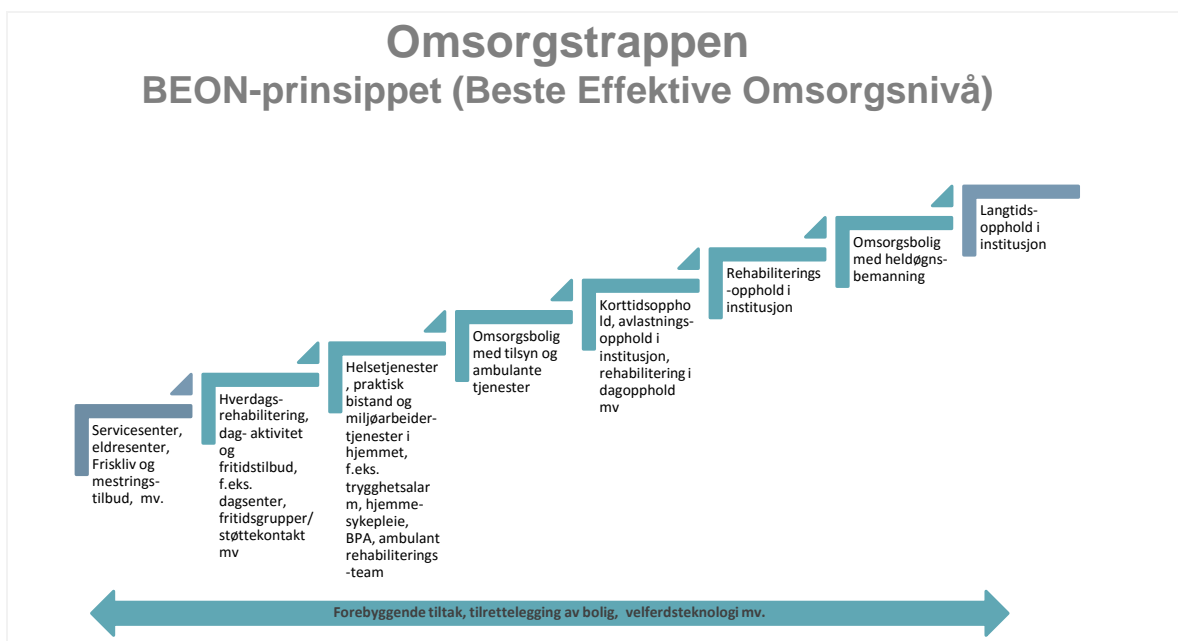 Omsorgstrappen
BEON-prinsippet (Beste Effektive Omsorgsnivå)
Servicesenter,
eldresenter,
Friskliv og
mestrings-
tilbud, mv.
Hverdags-
rehabilitering,
dag- aktivitet
og
fritidstilbud,
f.eks.
dagsenter,
fritidsgrupper/
støttekontakt
mv
Helsetjenester
, praktisk
bistand og
miljøarbeider-
tjenester i
hjemmet,
f.eks.
trygghetsalar
m, hjemme-
sykepleie,
BPA, ambulant
rehabiliterings
-team
Omsorgsbolig
med tilsyn og
ambulante
tjenester
Korttidsoppho
ld, avlastnings-
opphold i
institusjon,
rehabilitering i
dagopphold
mv
Rehabiliterings
-opphold i
institusjon
Omsorgsbolig
med heldøgns-
bemanning
Langtids-
opphold i
institusjon
Forebyggende tiltak, tilrettelegging av bolig, velferdsteknologi mv.